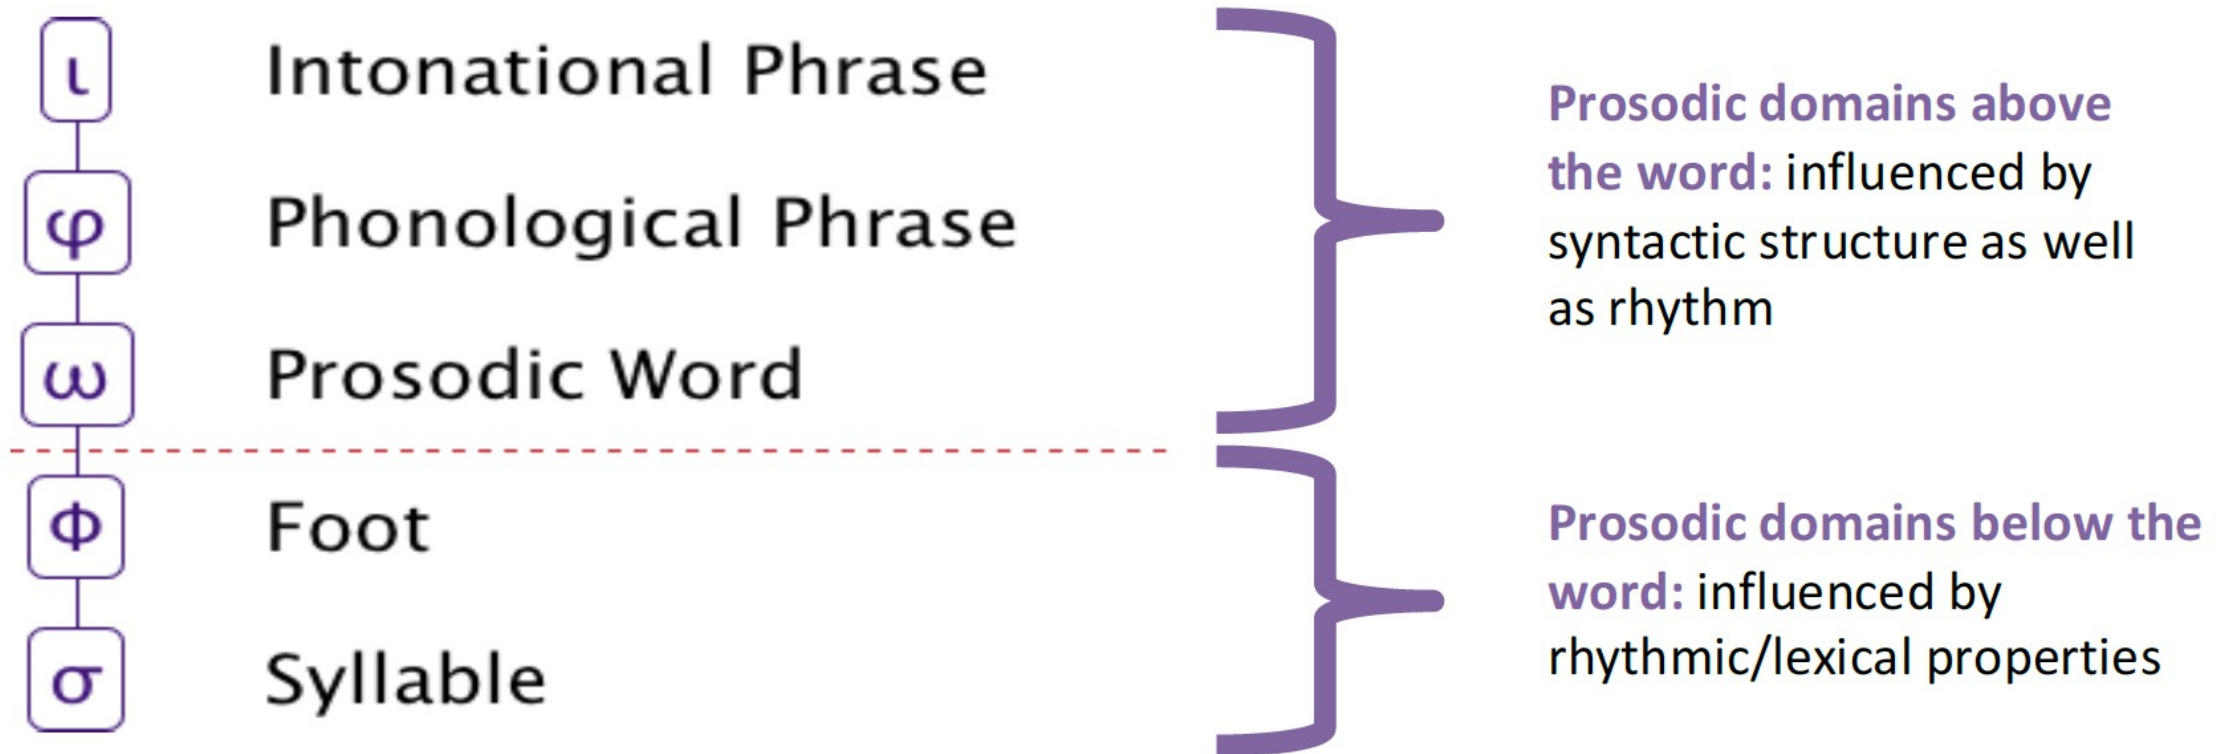 ι Intonational Phrase
φ Phonological Phrase
ω Prosodic Word
Φ Foot
σ Syllable
Prosodic domains above
the word: influenced by
syntactic structure as well
as rhythm
Prosodic domains below the
word: influenced by
rhythmic/lexical properties